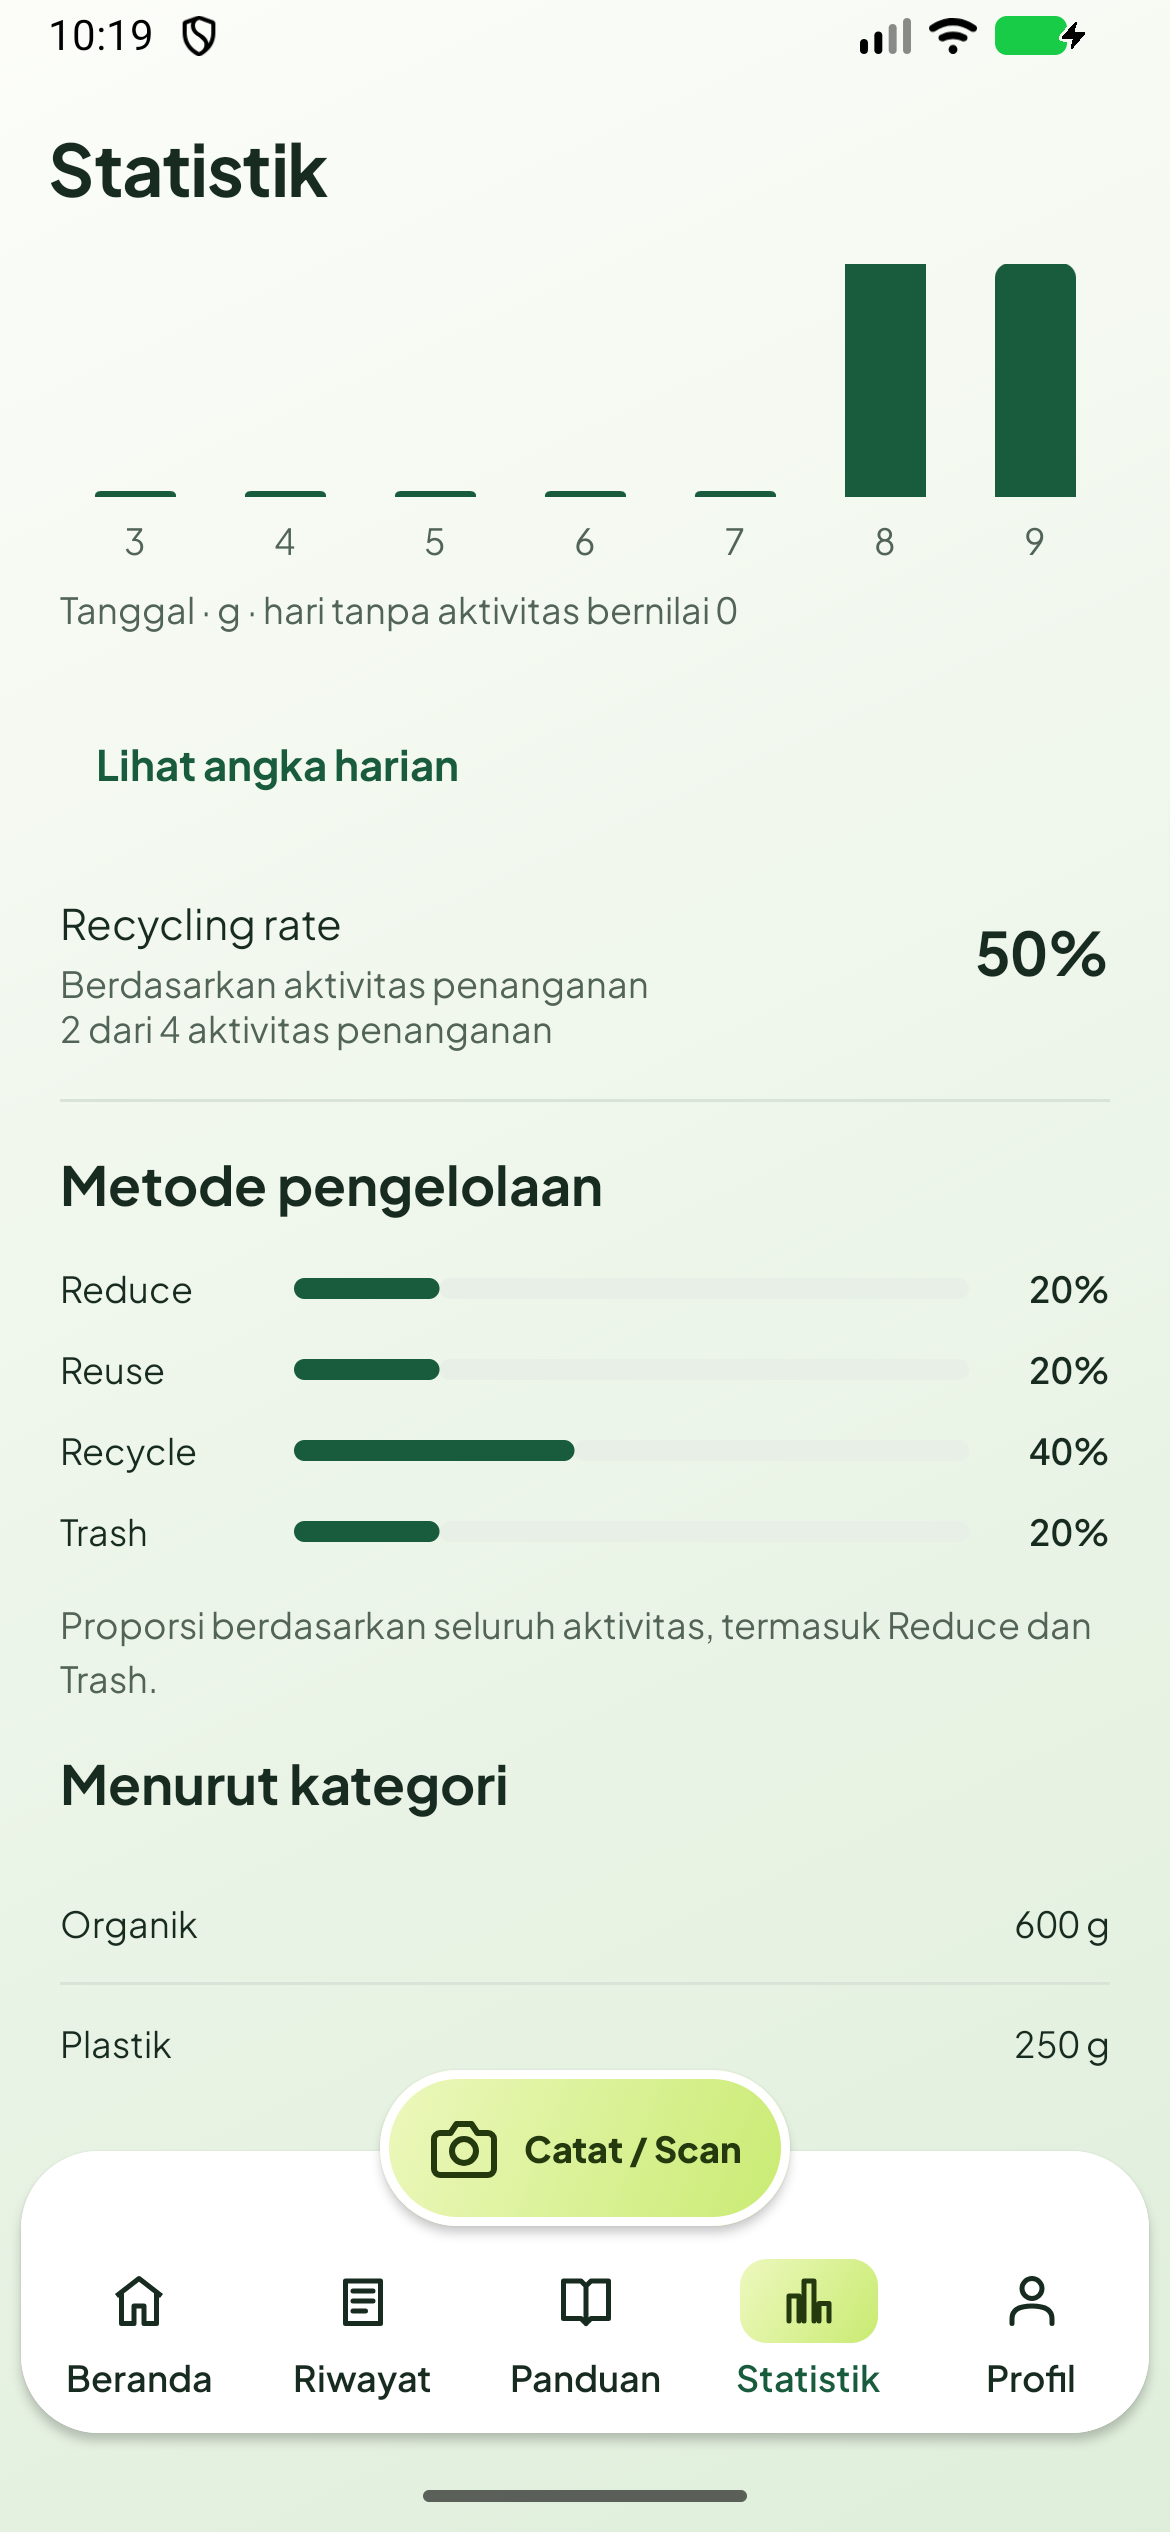 10:19
Statistik
3 4 5 6 7 8 9
Tanggal · g · hari tanpa aktivitas bernilai 0
Lihat angka harian
Recycling rate
50%
Berdasarkan aktivitas penanganan
2 dari 4 aktivitas penanganan
Metode pengelolaan
Reduce 20%
Reuse 20%
Recycle 40%
Trash 20%
Proporsi berdasarkan seluruh aktivitas, termasuk Reduce dan
Trash.
Menurut kategori
Organik 600 g
Plastik 250 g
Catat / Scan
Beranda Riwayat Panduan Statistik Profil